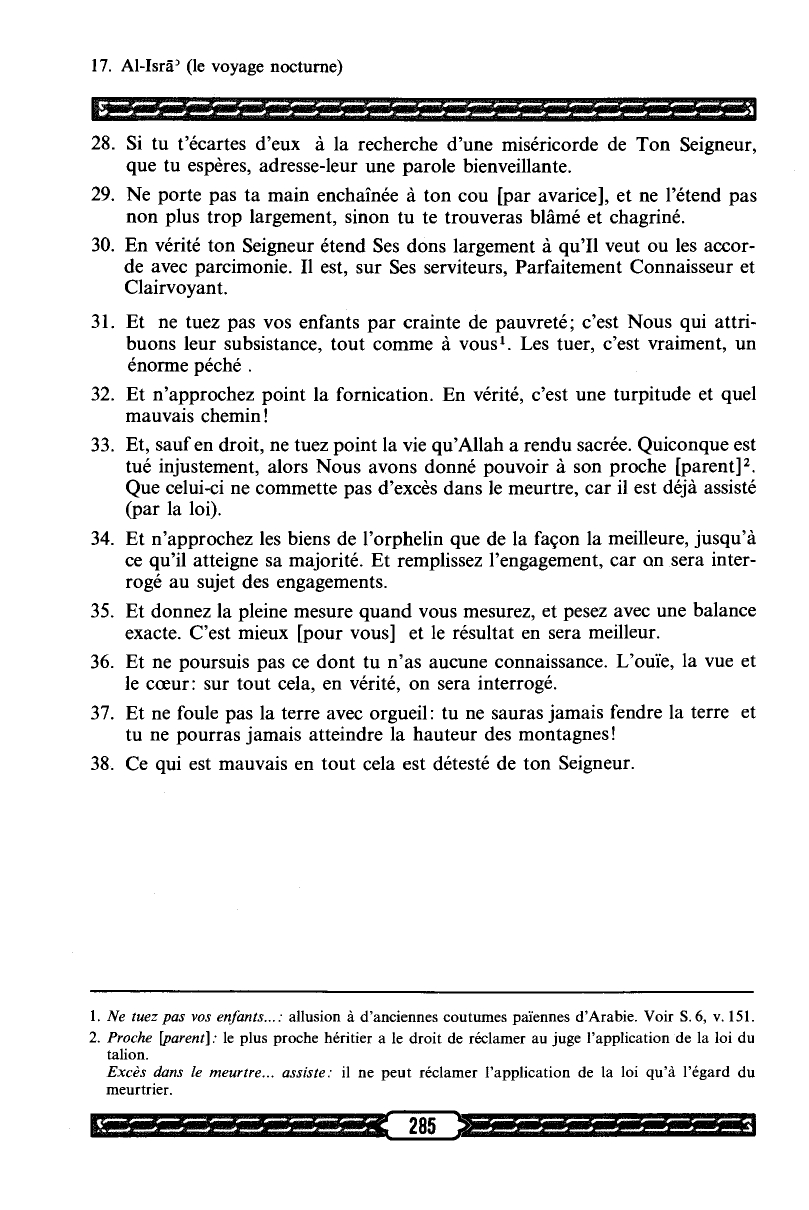 17. Al-Isrāʾ (le voyage nocturne)
28. Si tu t'écartes d'eux à la recherche d'une miséricorde de Ton Seigneur,
que tu espères, adresse-leur une parole bienveillante.
29. Ne porte pas ta main enchaînée à ton cou [par avarice], et ne l'étend pas
non plus trop largement, sinon tu te trouveras blâmé et chagriné.
30. En vérité ton Seigneur étend Ses dons largement à qu'Il veut ou les accor-
de avec parcimonie. Il est, sur Ses serviteurs, Parfaitement Connaisseur et
Clairvoyant.
31. Et ne tuez pas vos enfants par crainte de pauvreté; c'est Nous qui attri-
buons leur subsistance, tout comme à vous¹. Les tuer, c'est vraiment, un
énorme péché .
32. Et n'approchez point la fornication. En vérité, c'est une turpitude et quel
mauvais chemin!
33. Et, sauf en droit, ne tuez point la vie qu'Allah a rendu sacrée. Quiconque est
tué injustement, alors Nous avons donné pouvoir à son proche [parent]².
Que celui-ci ne commette pas d'excès dans le meurtre, car il est déjà assisté
(par la loi).
34. Et n'approchez les biens de l'orphelin que de la façon la meilleure, jusqu'à
ce qu'il atteigne sa majorité. Et remplissez l'engagement, car on sera inter-
rogé au sujet des engagements.
35. Et donnez la pleine mesure quand vous mesurez, et pesez avec une balance
exacte. C'est mieux [pour vous] et le résultat en sera meilleur.
36. Et ne poursuis pas ce dont tu n'as aucune connaissance. L'ouïe, la vue et
le cœur: sur tout cela, en vérité, on sera interrogé.
37. Et ne foule pas la terre avec orgueil: tu ne sauras jamais fendre la terre et
tu ne pourras jamais atteindre la hauteur des montagnes!
38. Ce qui est mauvais en tout cela est détesté de ton Seigneur.
1. Ne tuez pas vos enfants...: allusion à d'anciennes coutumes païennes d'Arabie. Voir S. 6, v. 151.
2. Proche [parent]: le plus proche héritier a le droit de réclamer au juge l'application de la loi du
talion.
Excès dans le meurtre... assiste: il ne peut réclamer l'application de la loi qu'à l'égard du
meurtrier.
285